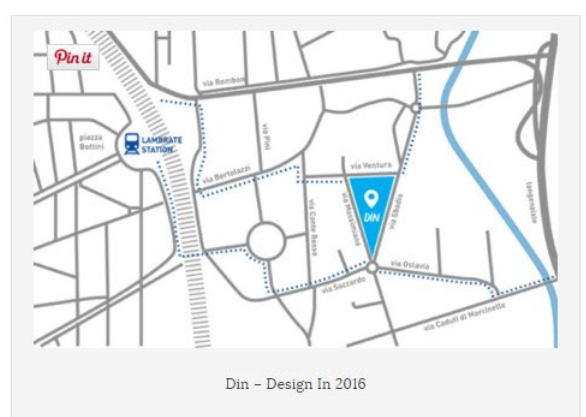 Pin it
via Rombon
piazza
Bottini
LAMBRATE
STATION
via Pini
via Bertolazzi
via Ventura
via Conte Rosso
via Massimiano
DIN
via Sbodio
tangenziale
via Oslavia
via Saccardo
via Caduti di Marcinelle
Din – Design In 2016